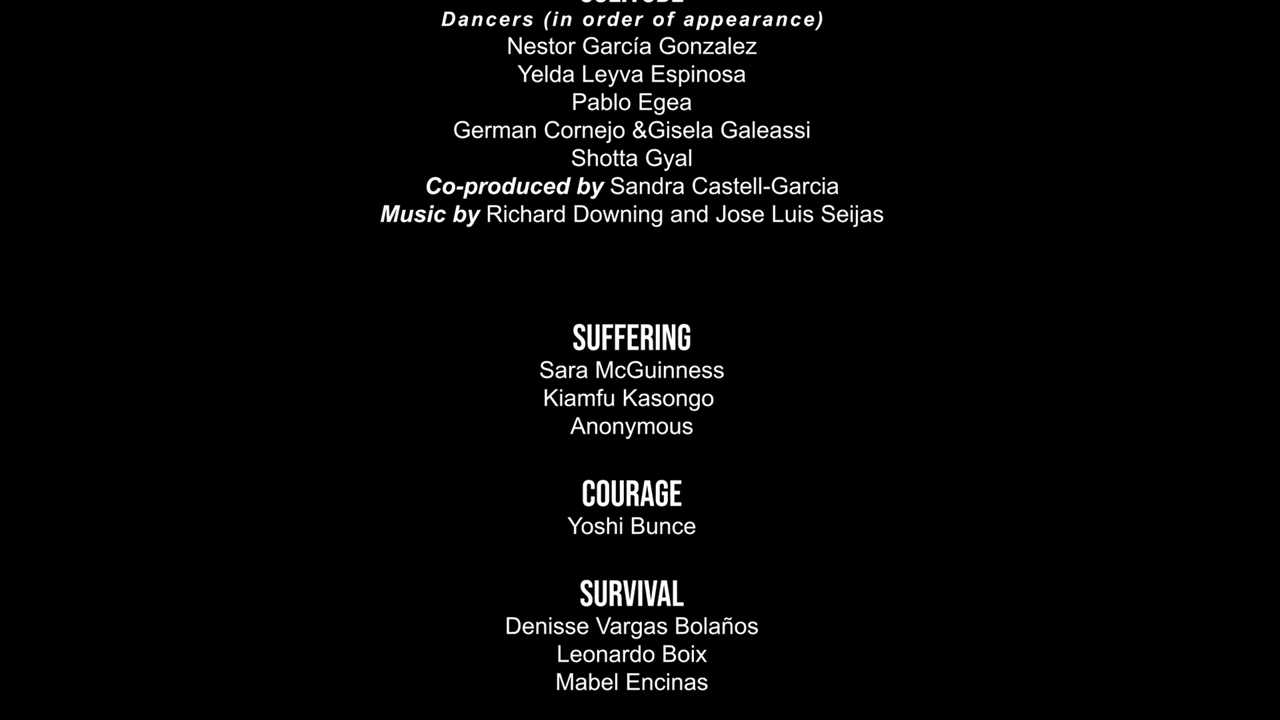 Dancers (in order of appearance)
Nestor García Gonzalez
Yelda Leyva Espinosa
Pablo Egea
German Cornejo &Gisela Galeassi
Shotta Gyal
Co-produced by Sandra Castell-Garcia
Music by Richard Downing and Jose Luis Seijas
SUFFERING
Sara McGuinness
Kiamfu Kasongo
Anonymous
COURAGE
Yoshi Bunce
SURVIVAL
Denisse Vargas Bolaños
Leonardo Boix
Mabel Encinas